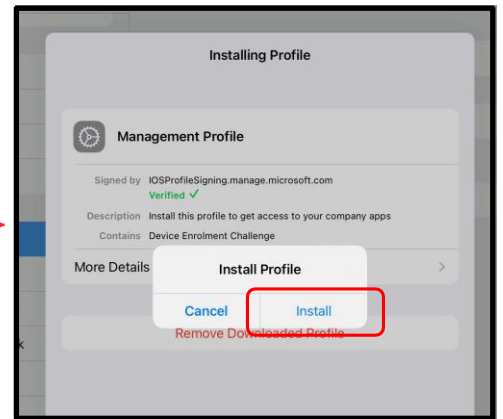 Installing Profile
Management Profile
Signed by IOSProfileSigning.manage.microsoft.com
Verified ✓
Description Install this profile to get access to your company apps
Contains Device Enrolment Challenge
More Details
Install Profile
Cancel Install
Remove Downloaded Profile
k